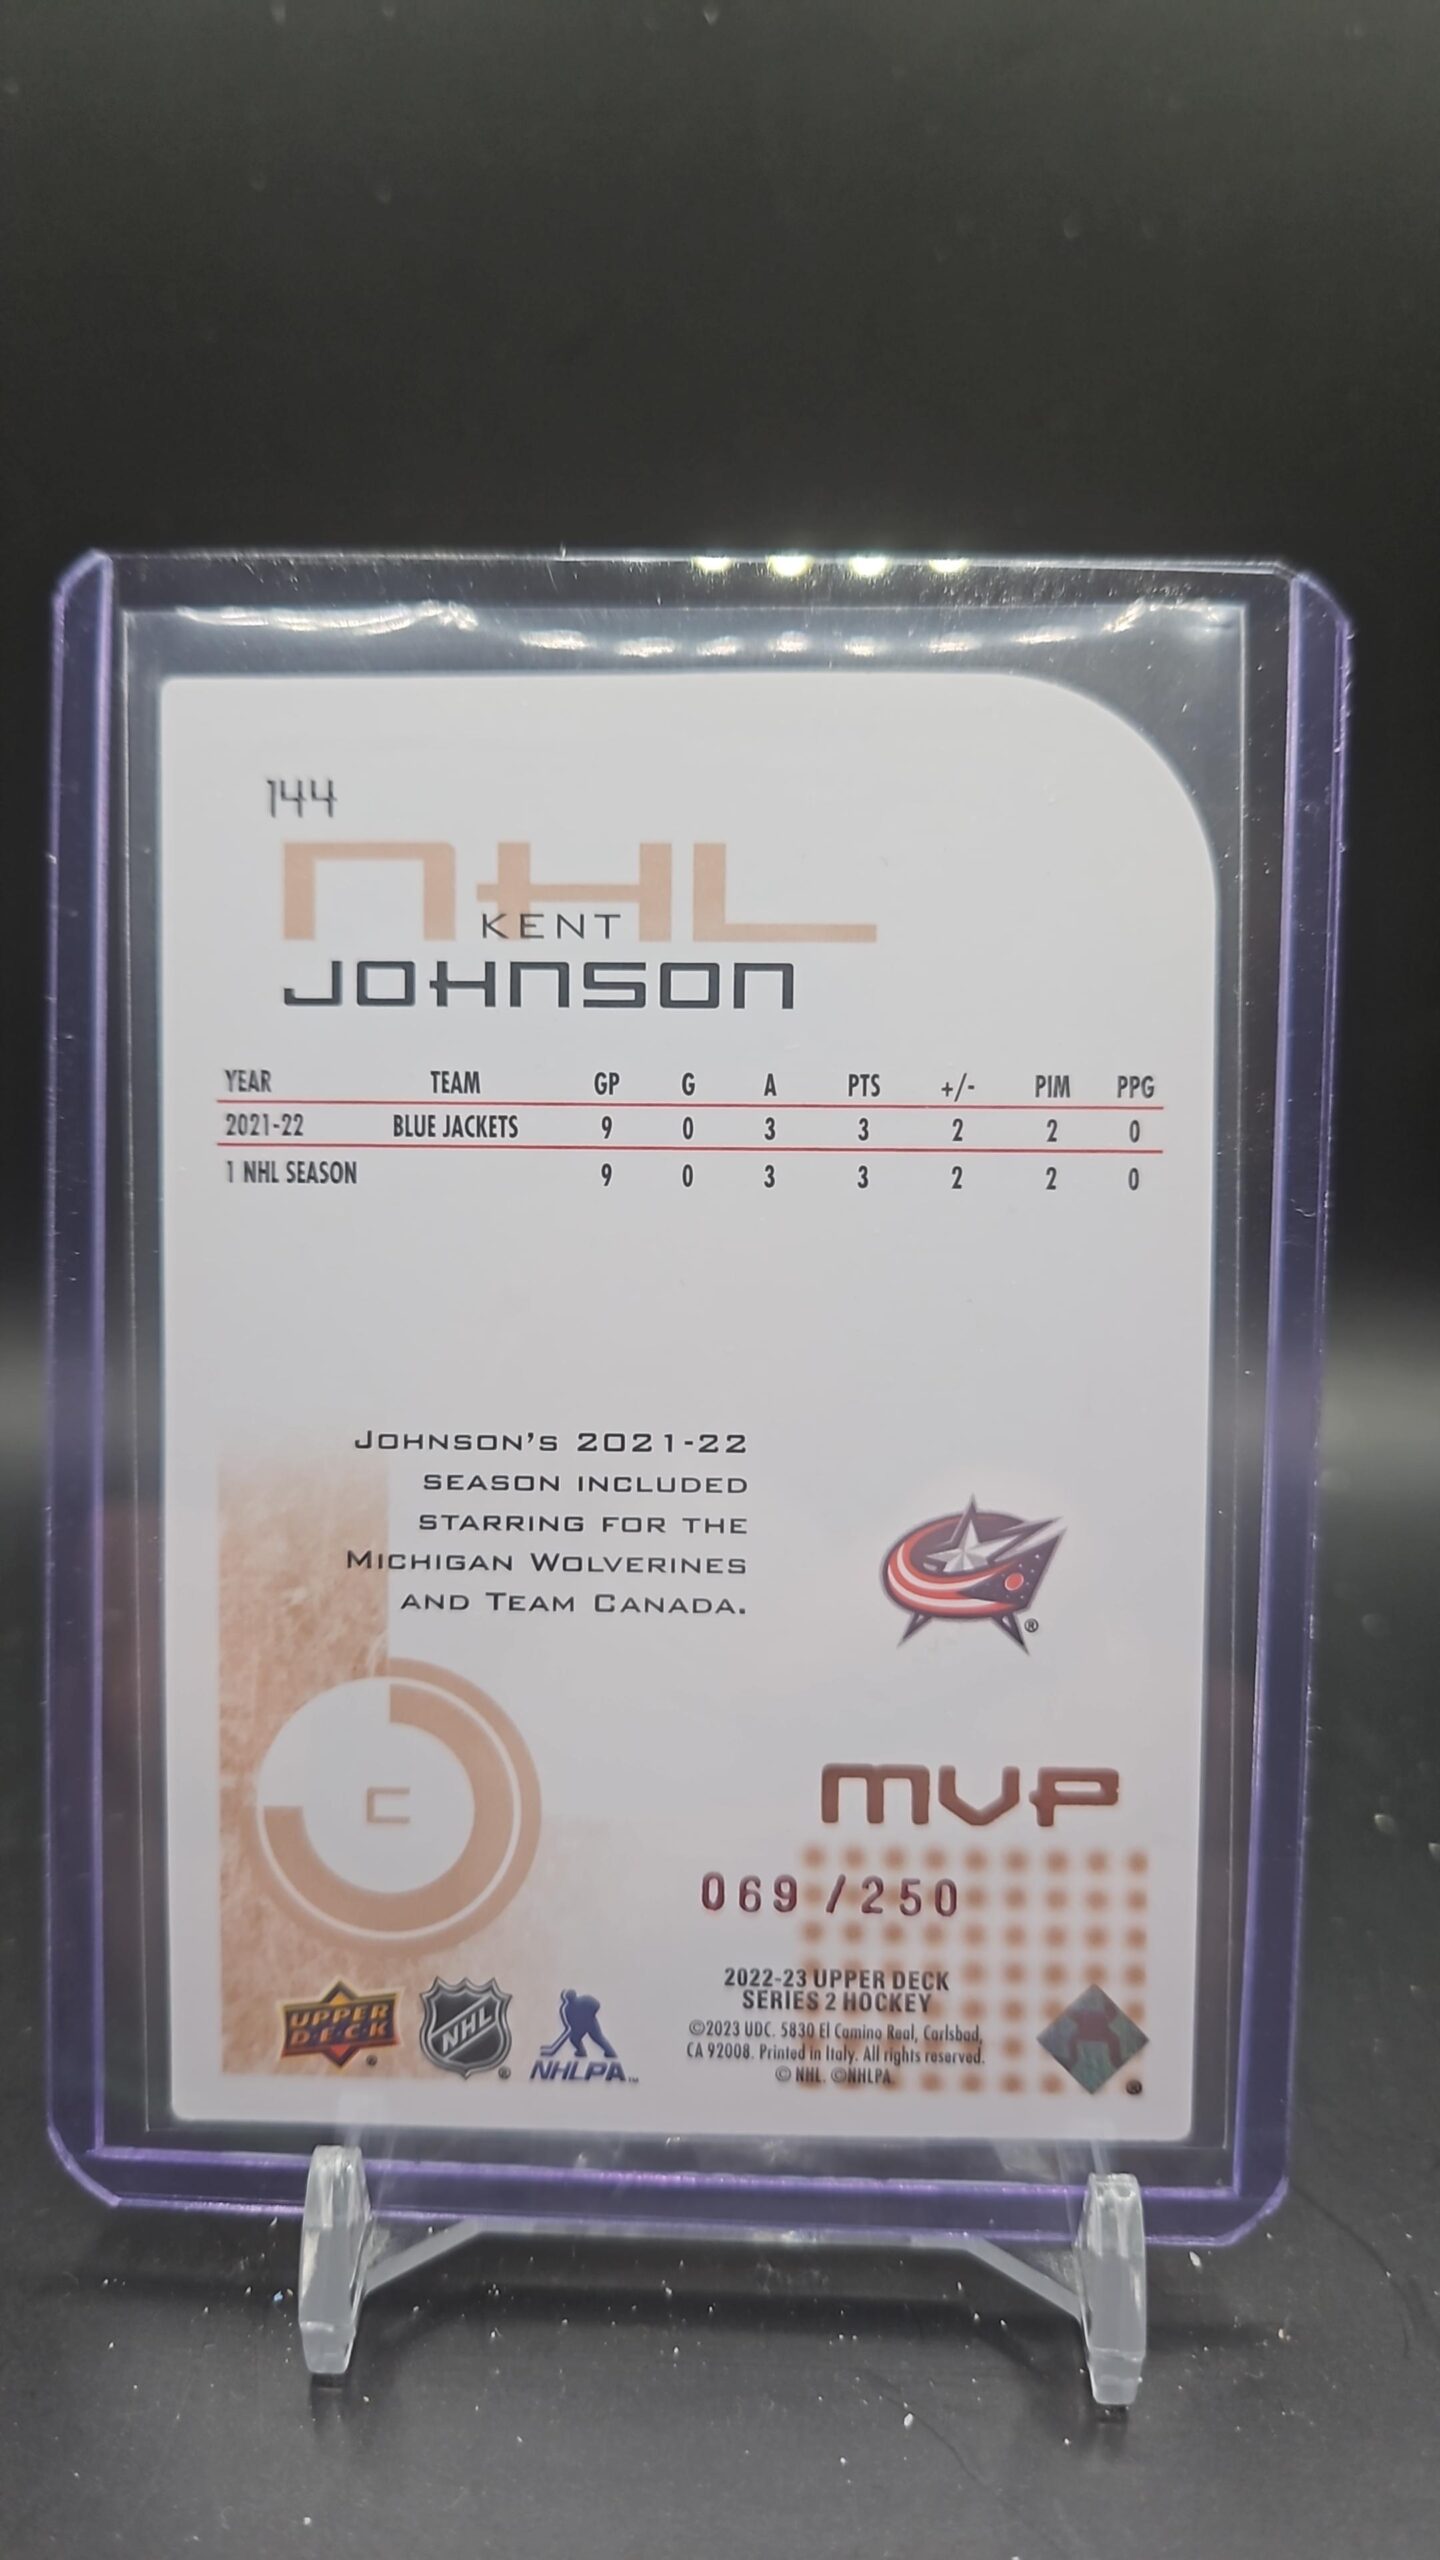 144
NHL
KENT
JOHNSON
YEAR TEAM GP G A PTS +/- PIM PPG
2021-22 BLUE JACKETS 9 0 3 3 2 2 0
1 NHL SEASON 9 0 3 3 2 2 0
JOHNSON'S 2021-22
SEASON INCLUDED
STARRING FOR THE
MICHIGAN WOLVERINES
AND TEAM CANADA.
®
C
MVP
069/250
2022-23 UPPER DECK
SERIES 2 HOCKEY
©2023 UDC. 5830 El Camino Real, Carlsbad,
CA 92008. Printed in Italy. All rights reserved.
© NHL. ©NHLPA.
UPPER
DECK
®
NHL
®
NHLPA™
®